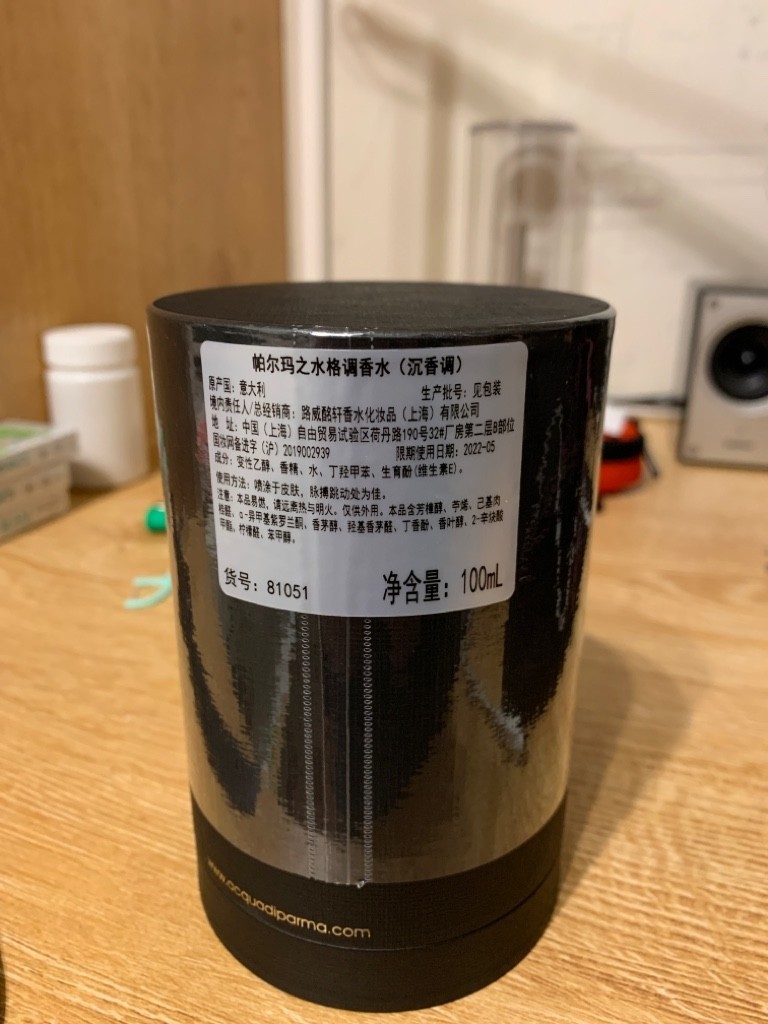 帕尔玛之水格调香水（沉香调）
原产国：意大利 生产批号：见包装
境内责任人/总经销商：路威酩轩香水化妆品（上海）有限公司
地 址：中国（上海）自由贸易试验区荷丹路190号32#厂房第二层B部位
国妆网备进字（沪）2019002939 限期使用日期：2022-05
成分：变性乙醇、香精、水、丁羟甲苯、生育酚(维生素E)。
使用方法：喷涂于皮肤，脉搏跳动处为佳。
注意：本品易燃，请远离热与明火。仅供外用。本品含芳樟醇、苧烯、己基肉
桂醛、α-异甲基紫罗兰酮、香茅醇、羟基香茅醛、丁香酚、香叶醇、2-辛炔酸
甲酯、柠檬醛、苯甲醇。
货号：81051 净含量：100mL
www.acquadiparma.com